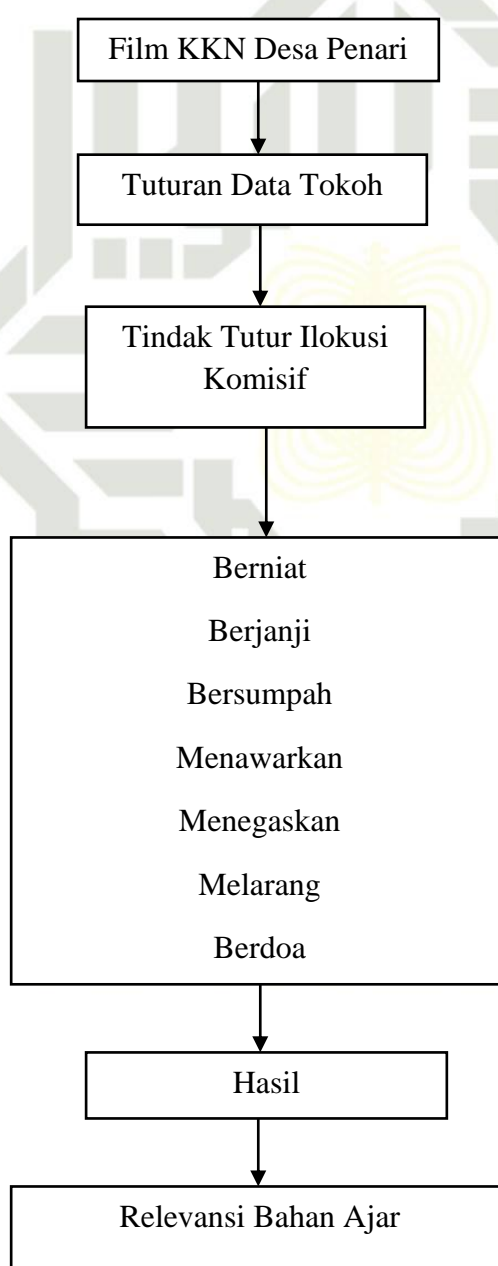 Film KKN Desa Penari
Tuturan Data Tokoh
Tindak Tutur Ilokusi
Komisif
Berniat
Berjanji
Bersumpah
Menawarkan
Menegaskan
Melarang
Berdoa
Hasil
Relevansi Bahan Ajar